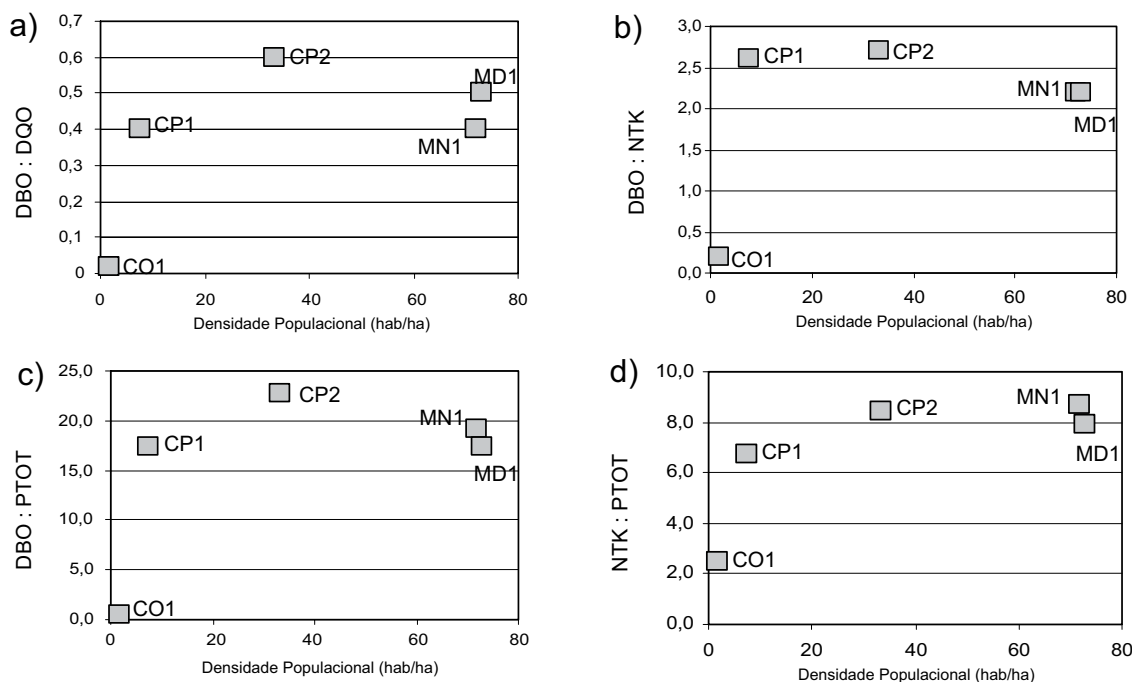 a)
DBO : DQO
0,7
0,6
0,5
0,4
0,3
0,2
0,1
0
CP2
MD1
CP1
MN1
CO1
0 20 40 60 80
Densidade Populacional (hab/ha)
b)
DBO : NTK
3,0
2,5
2,0
1,5
1,0
0,5
0,0
CP1
CP2
MN1
MD1
CO1
0 20 40 60 80
Densidade Populacional (hab/ha)
c)
DBO : PTOT
25,0
20,0
15,0
10,0
5,0
0,0
CP2
MN1
CP1
MD1
CO1
0 20 40 60 80
Densidade Populacional (hab/ha)
d)
NTK : PTOT
10,0
8,0
6,0
4,0
2,0
0,0
MN1
CP2
CP1
MD1
CO1
0 20 40 60 80
Densidade Populacional (hab/ha)